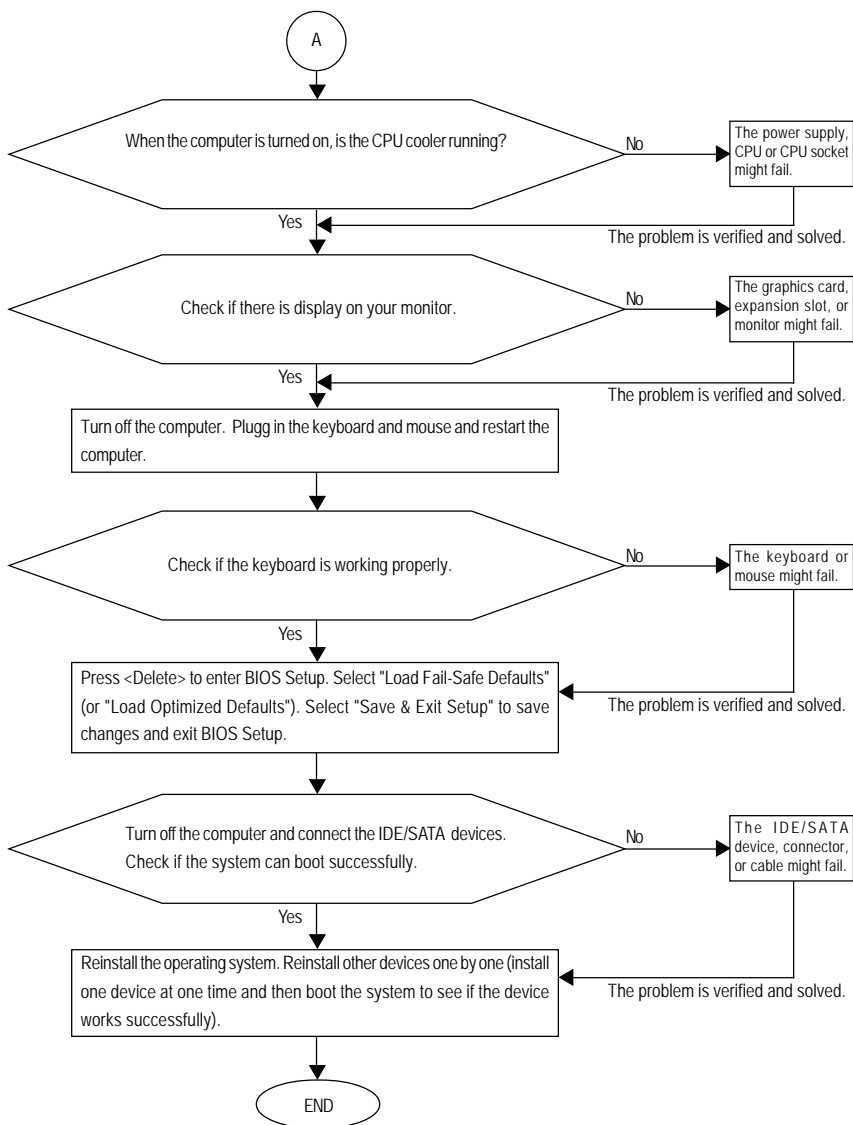 A
When the computer is turned on, is the CPU cooler running?
No
The power supply,
CPU or CPU socket
might fail.
Yes
The problem is verified and solved.
Check if there is display on your monitor.
No
The graphics card,
expansion slot, or
monitor might fail.
Yes
The problem is verified and solved.
Turn off the computer. Plugg in the keyboard and mouse and restart the
computer.
Check if the keyboard is working properly.
No
The keyboard or
mouse might fail.
Yes
Press <Delete> to enter BIOS Setup. Select "Load Fail-Safe Defaults"
(or "Load Optimized Defaults"). Select "Save & Exit Setup" to save
changes and exit BIOS Setup.
The problem is verified and solved.
Turn off the computer and connect the IDE/SATA devices.
Check if the system can boot successfully.
No
The IDE/SATA
device, connector,
or cable might fail.
Yes
Reinstall the operating system. Reinstall other devices one by one (install
one device at one time and then boot the system to see if the device
works successfully).
The problem is verified and solved.
END